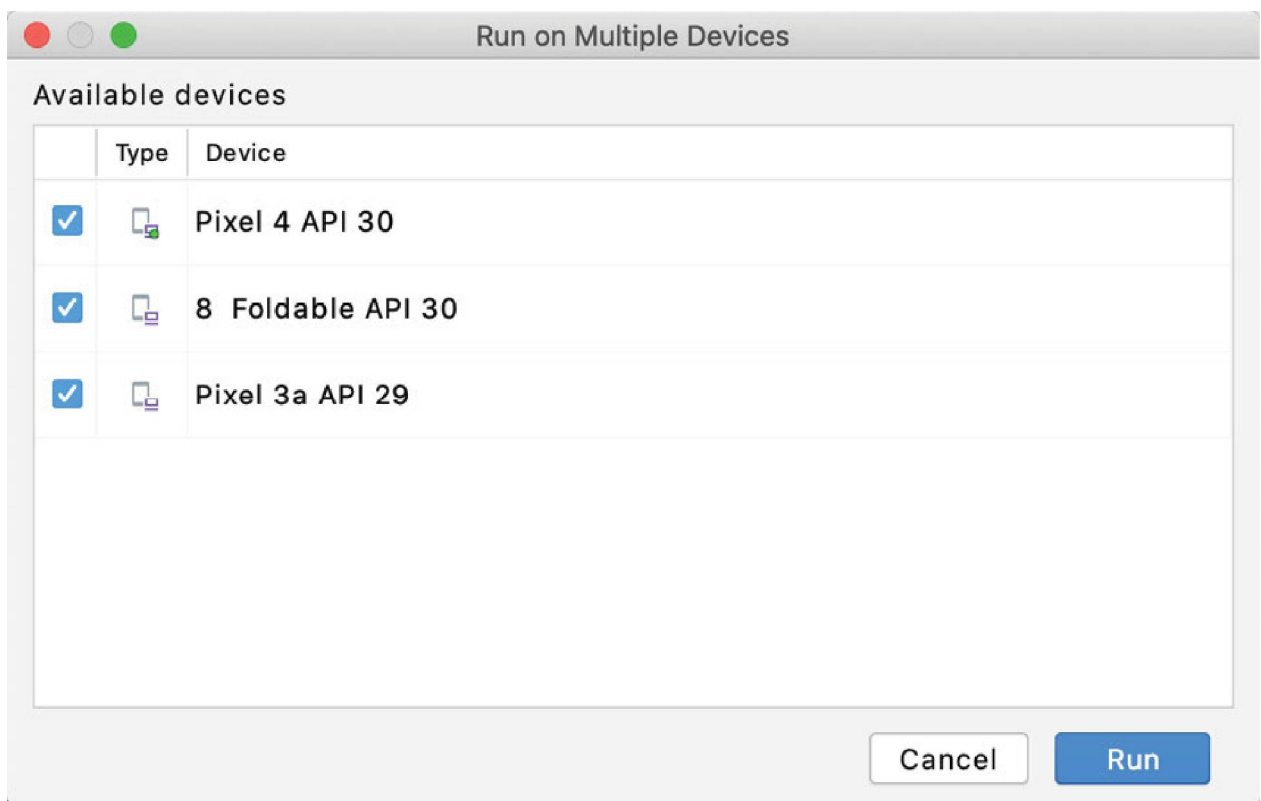 Run on Multiple Devices
Available devices
Type Device
Pixel 4 API 30
8 Foldable API 30
Pixel 3a API 29
Cancel Run